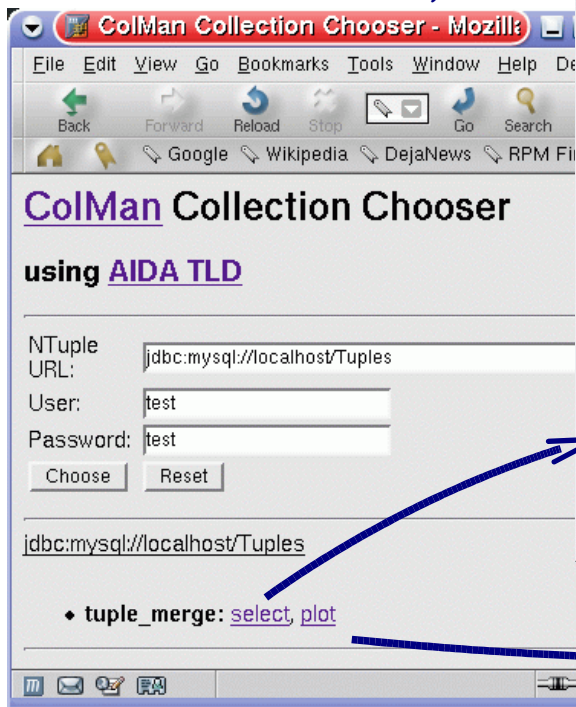 ColMan Collection Chooser - Mozilla
File Edit View Go Bookmarks Tools Window Help De
Back Forward Reload Stop Go Search
Google Wikipedia DejaNews RPM Fi
ColMan Collection Chooser
using AIDA TLD
NTuple URL: jdbc:mysql://localhost/Tuples
User: test
Password: test
Choose Reset
jdbc:mysql://localhost/Tuples
• tuple_merge: select, plot